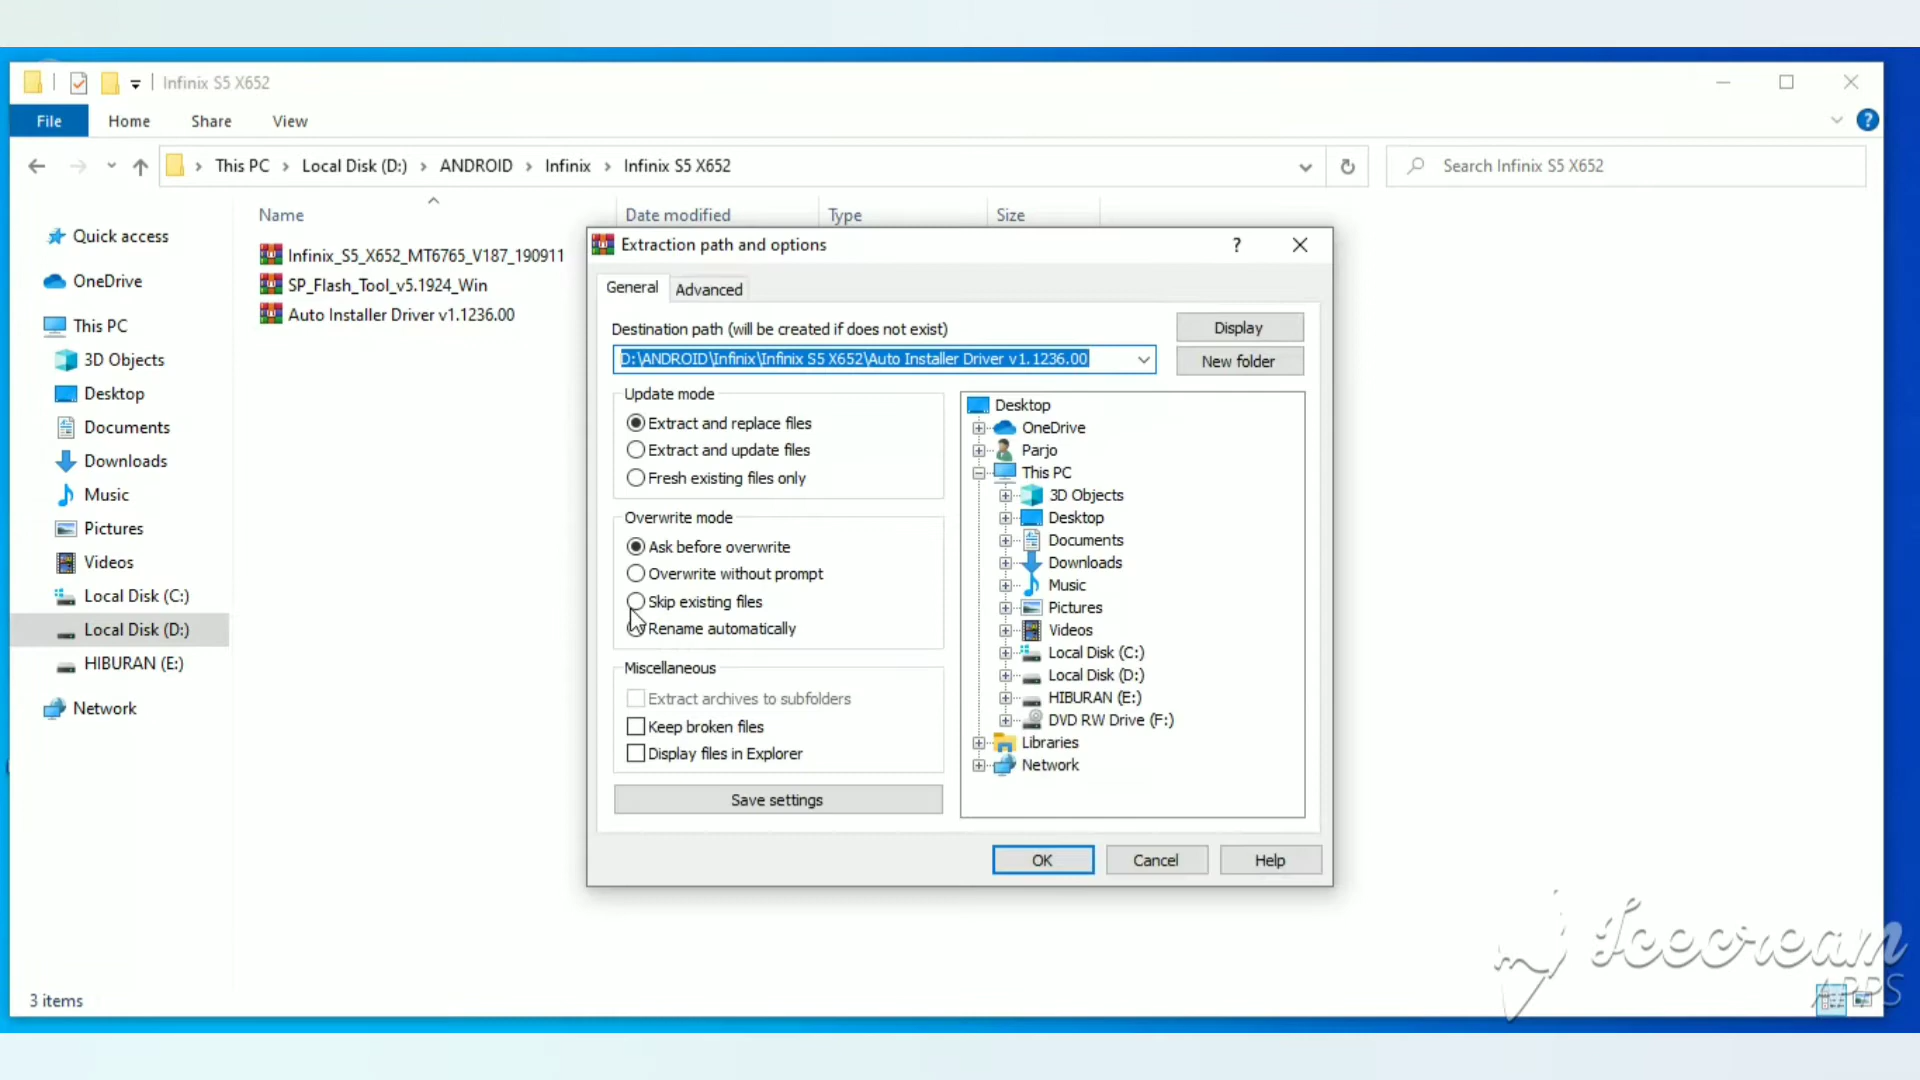 Infinix S5 X652
File Home Share View
This PC Local Disk (D:) ANDROID Infinix Infinix S5 X652
Search Infinix S5 X652
Name Date modified Type Size
Quick access
OneDrive
This PC
3D Objects
Desktop
Documents
Downloads
Music
Pictures
Videos
Local Disk (C:)
Local Disk (D:)
HIBURAN (E:)
Network
Infinix_S5_X652_MT6765_V187_190911
SP_Flash_Tool_v5.1924_Win
Auto Installer Driver v1.1236.00
Extraction path and options
General Advanced
Destination path (will be created if does not exist)
D:\ANDROID\Infinix\Infinix S5 X652\Auto Installer Driver v1.1236.00
Display
New folder
Update mode
Extract and replace files
Extract and update files
Fresh existing files only
Overwrite mode
Ask before overwrite
Overwrite without prompt
Skip existing files
Rename automatically
Miscellaneous
Extract archives to subfolders
Keep broken files
Display files in Explorer
Save settings
Desktop
OneDrive
Parjo
This PC
3D Objects
Desktop
Documents
Downloads
Music
Pictures
Videos
Local Disk (C:)
Local Disk (D:)
HIBURAN (E:)
DVD RW Drive (F:)
Libraries
Network
OK Cancel Help
3 items
Icecream
APPS